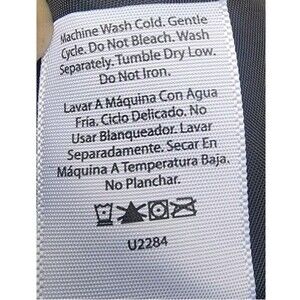 Machine Wash Cold. Gentle
Cycle. Do Not Bleach. Wash
Separately. Tumble Dry Low.
Do Not Iron.
Lavar A Máquina Con Agua
Fría. Ciclo Delicado. No
Usar Blanqueador. Lavar
Separadamente. Secar En
Máquina A Temperatura Baja.
No Planchar.
U2284